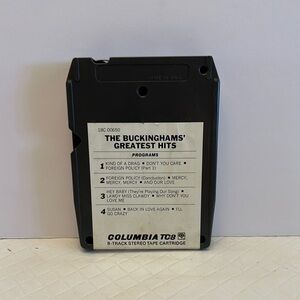 18C 00650
THE BUCKINGHAMS'
GREATEST HITS
PROGRAMS
1 KIND OF A DRAG • DON'T YOU CARE •
FOREIGN POLICY (Part 1)
2 FOREIGN POLICY (Conclusion) • MERCY,
MERCY, MERCY • AND OUR LOVE
3 HEY BABY (They're Playing Our Song) •
LAWDY MISS CLAWDY • WHY DON'T YOU
LOVE ME
4 SUSAN • BACK IN LOVE AGAIN • I'LL
GO CRAZY
COLUMBIA TC8
8-TRACK STEREO TAPE CARTRIDGE